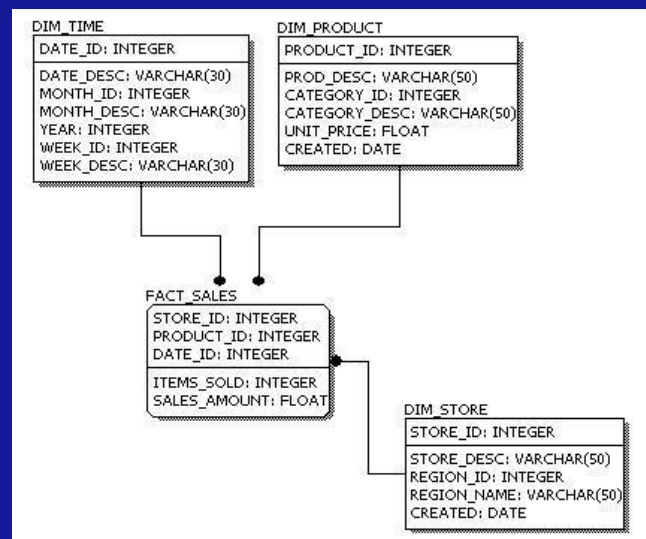 DIM_TIME
DATE_ID: INTEGER
DATE_DESC: VARCHAR(30)
MONTH_ID: INTEGER
MONTH_DESC: VARCHAR(30)
YEAR: INTEGER
WEEK_ID: INTEGER
WEEK_DESC: VARCHAR(30)
DIM_PRODUCT
PRODUCT_ID: INTEGER
PROD_DESC: VARCHAR(50)
CATEGORY_ID: INTEGER
CATEGORY_DESC: VARCHAR(50)
UNIT_PRICE: FLOAT
CREATED: DATE
FACT_SALES
STORE_ID: INTEGER
PRODUCT_ID: INTEGER
DATE_ID: INTEGER
ITEMS_SOLD: INTEGER
SALES_AMOUNT: FLOAT
DIM_STORE
STORE_ID: INTEGER
STORE_DESC: VARCHAR(50)
REGION_ID: INTEGER
REGION_NAME: VARCHAR(50)
CREATED: DATE